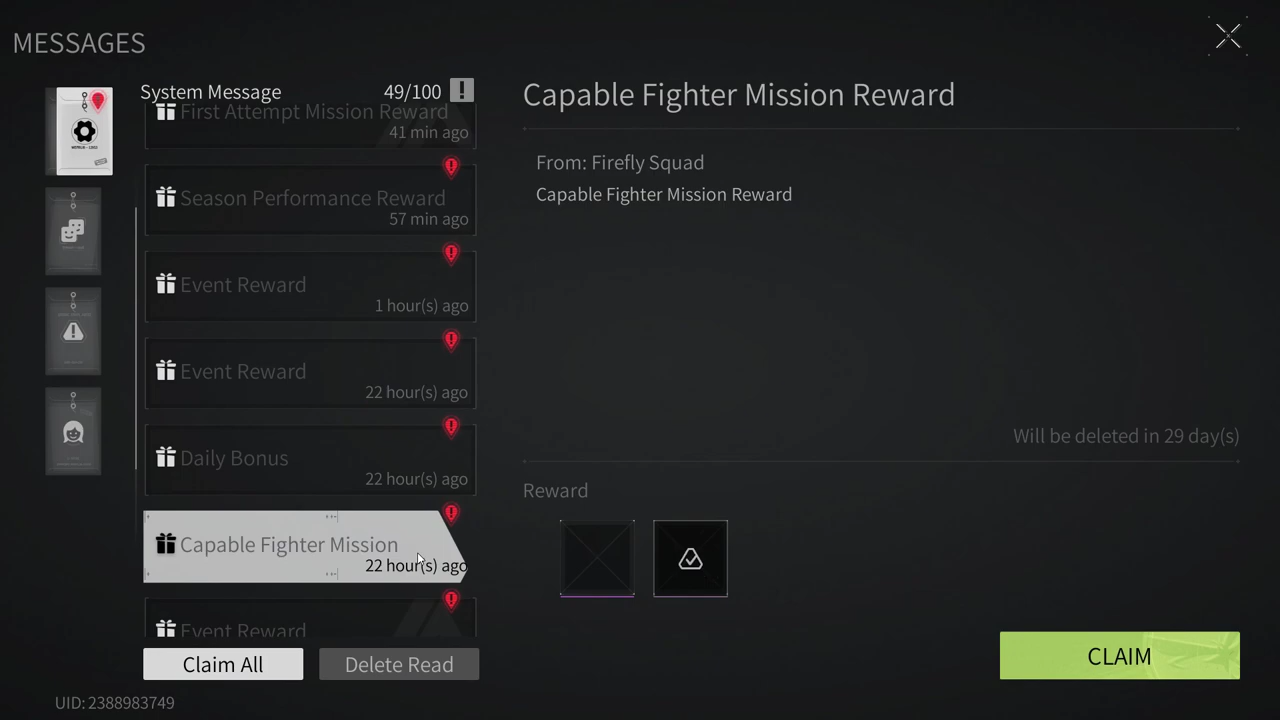 MESSAGES
System Message
49/100
First Attempt Mission Reward
41 min ago
Season Performance Reward
57 min ago
Event Reward
1 hour(s) ago
Event Reward
22 hour(s) ago
Daily Bonus
22 hour(s) ago
Capable Fighter Mission
22 hour(s) ago
Event Reward
Claim All
Delete Read
UID: 2388983749
Capable Fighter Mission Reward
From: Firefly Squad
Capable Fighter Mission Reward
Will be deleted in 29 day(s)
Reward
CLAIM